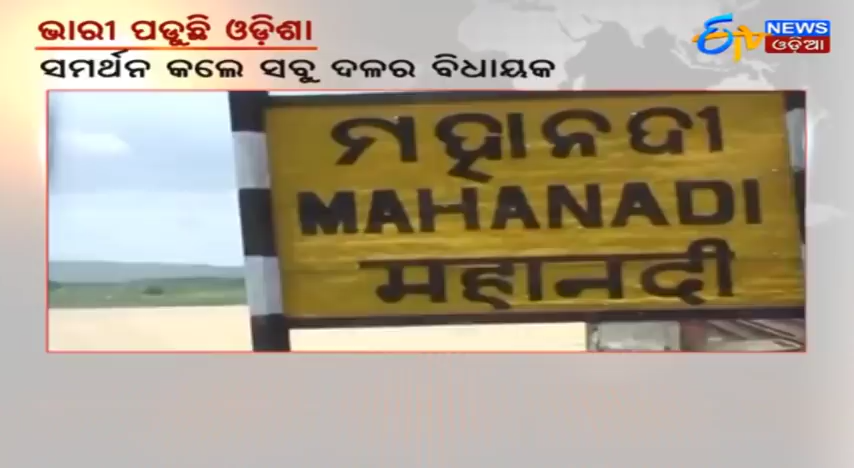 ଭାରୀ ପଡୁଛି ଓଡ଼ିଶା
ସମର୍ଥନ କଲେ ସବୁ ଦଳର ବିଧାୟକ
ETV NEWS
ଓଡ଼ିଆ
ମହାନଦୀ
MAHANADI
महानदी